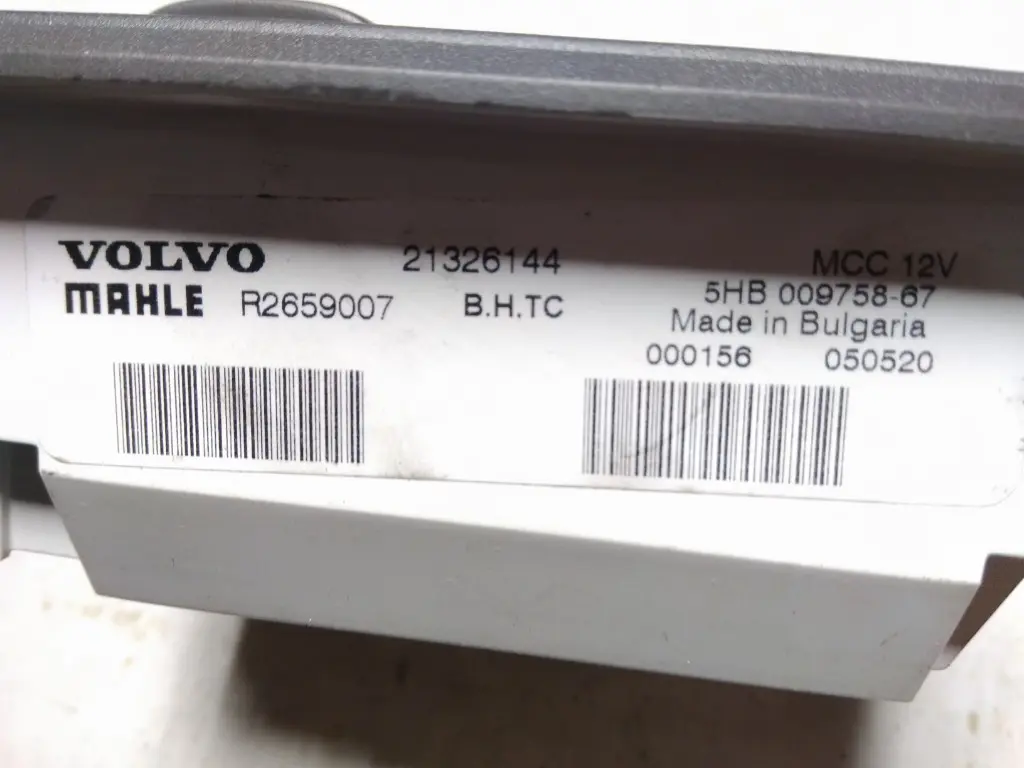 VOLVO 21326144 MCC 12V
MAHLE R2659007 B.H.TC 5HB 009758-67
Made in Bulgaria
000156 050520